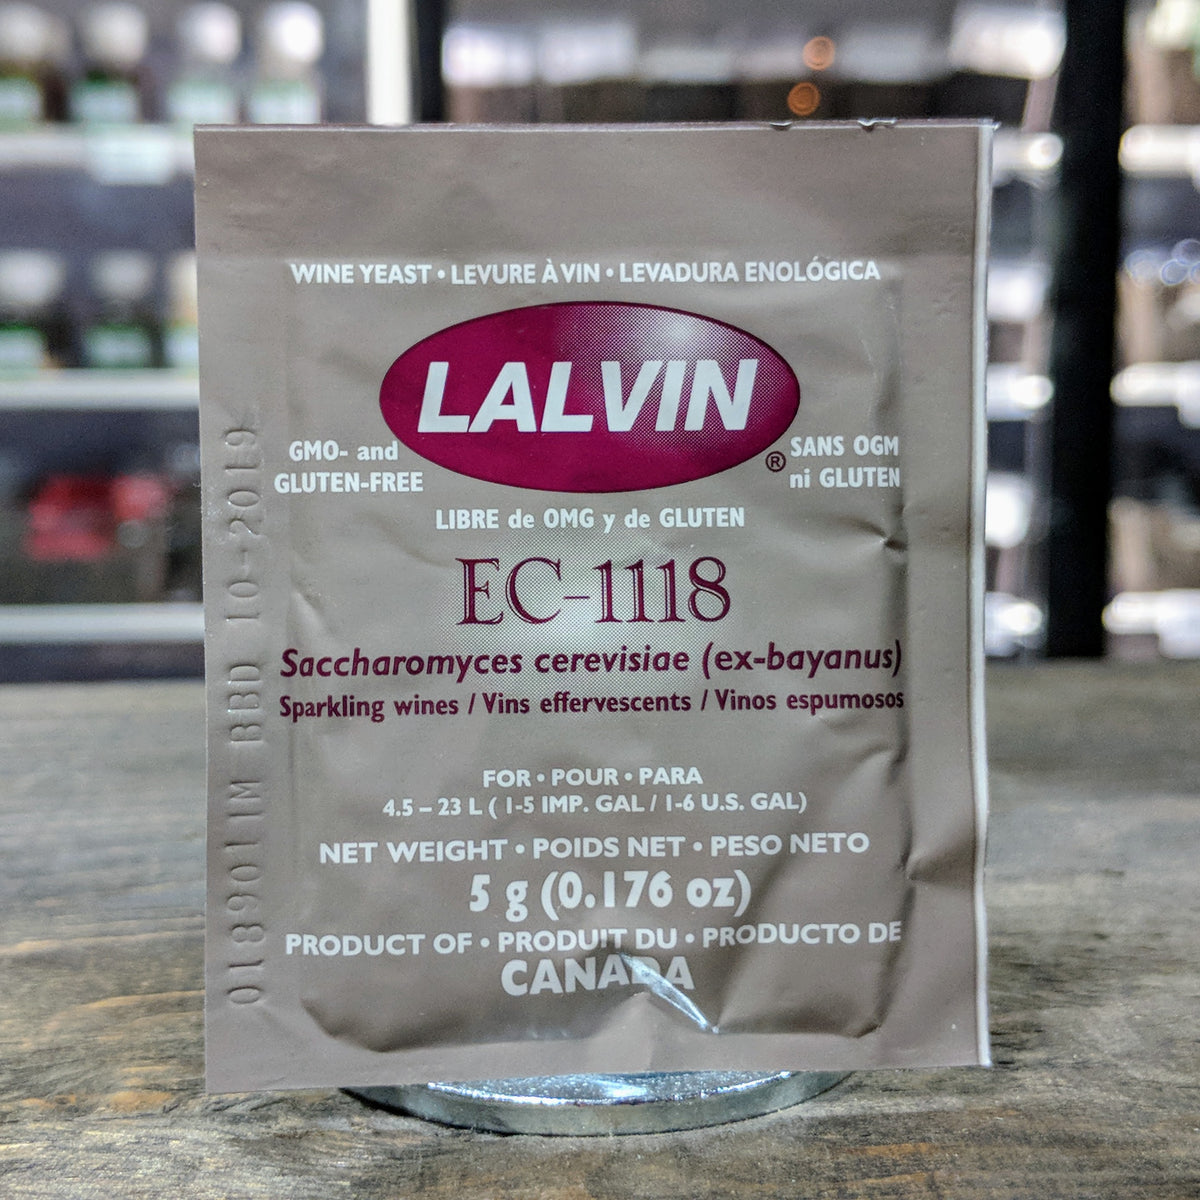 WINE YEAST • LEVURE À VIN • LEVADURA ENOLÓGICA
LALVIN
®
GMO- and
GLUTEN-FREE
SANS OGM
ni GLUTEN
LIBRE de OMG y de GLUTEN
EC-1118
Saccharomyces cerevisiae (ex-bayanus)
Sparkling wines / Vins effervescents / Vinos espumosos
FOR • POUR • PARA
4.5 – 23 L ( 1-5 IMP. GAL / 1-6 U.S. GAL)
NET WEIGHT • POIDS NET • PESO NETO
5 g (0.176 oz)
PRODUCT OF • PRODUIT DU • PRODUCTO DE
CANADA
BBD 10-2019